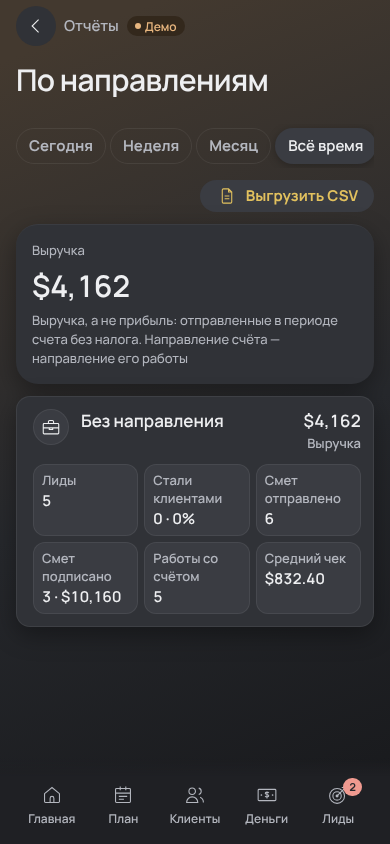 Отчёты
Демо
По направлениям
Сегодня
Неделя
Месяц
Всё время
Выгрузить CSV
Выручка
$4,162
Выручка, а не прибыль: отправленные в периоде
счета без налога. Направление счёта —
направление его работы
Без направления
$4,162
Выручка
Лиды
5
Стали
клиентами
0 · 0%
Смет
отправлено
6
Смет
подписано
3 · $10,160
Работы со
счётом
5
Средний чек
$832.40
Главная
План
Клиенты
Деньги
2
Лиды